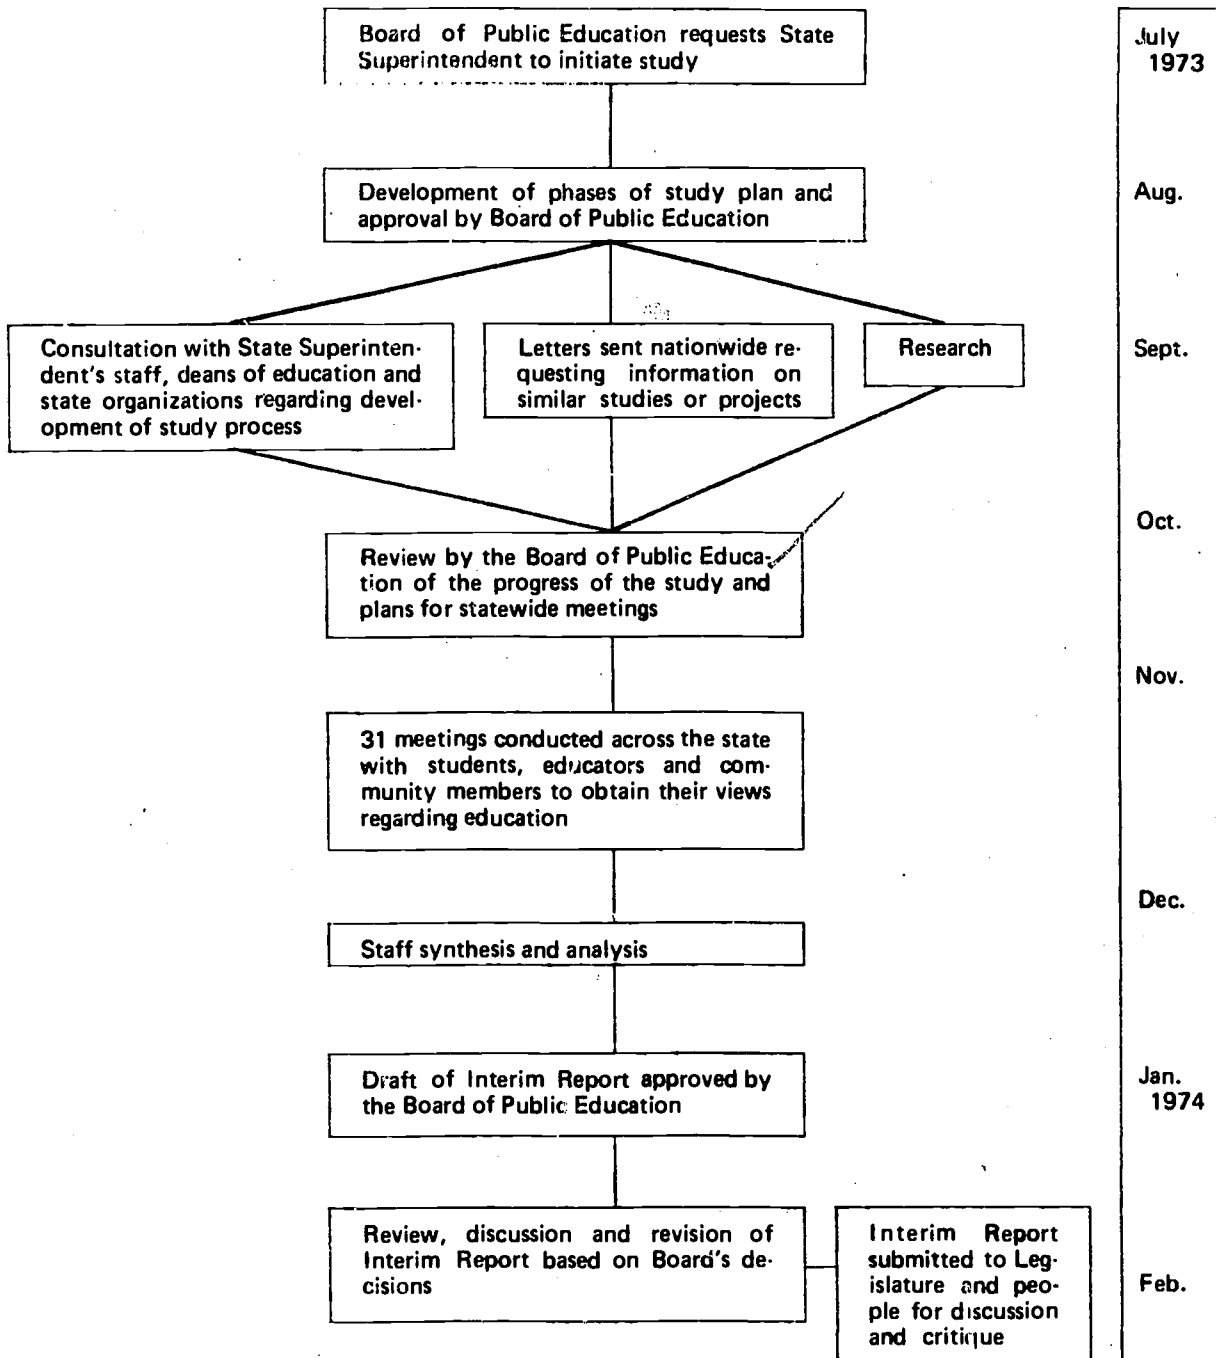 Board of Public Education requests State
Superintendent to initiate study
July
1973
Development of phases of study plan and
approval by Board of Public Education
Aug.
Consultation with State Superinten-
dent's staff, deans of education and
state organizations regarding devel-
opment of study process
Letters sent nationwide re-
questing information on
similar studies or projects
Research
Sept.
Oct.
Review by the Board of Public Educa-
tion of the progress of the study and
plans for statewide meetings
Nov.
31 meetings conducted across the state
with students, educators and com-
munity members to obtain their views
regarding education
Dec.
Staff synthesis and analysis
Draft of Interim Report approved by
the Board of Public Education
Jan.
1974
Review, discussion and revision of
Interim Report based on Board's de-
cisions
Interim Report
submitted to Leg-
islature and peo-
ple for discussion
and critique
Feb.